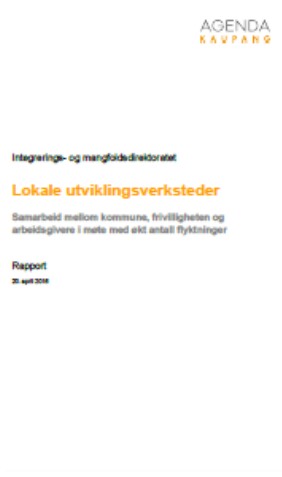 AGENDA
KAUPANG
Integrerings- og mangfoldsdirektoratet
Lokale utviklingsverksteder
Samarbeid mellom kommune, frivilligheten og
arbeidsgivere i møte med økt antall flyktninger
Rapport
20. april 2016